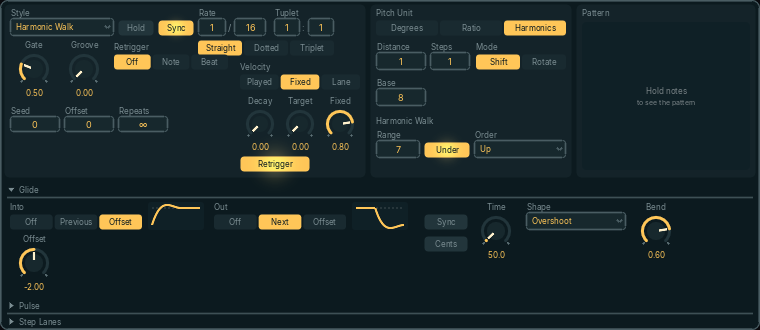 Style
Harmonic Walk
Hold
Sync
Rate
1 / 16
Tuplet
1 : 1
Straight
Dotted
Triplet
Gate
0.50
Groove
0.00
Retrigger
Off
Note
Beat
Velocity
Played
Fixed
Lane
Decay
0.00
Target
0.00
Fixed
0.80
Retrigger
Seed
0
Offset
0
Repeats
∞
Pitch Unit
Degrees
Ratio
Harmonics
Distance
1
Steps
1
Mode
Shift
Rotate
Base
8
Harmonic Walk
Range
7
Under
Order
Up
Pattern
Hold notes
to see the pattern
Glide
Into
Off
Previous
Offset
Out
Off
Next
Offset
Sync
Cents
Time
50.0
Shape
Overshoot
Bend
0.60
Offset
-2.00
Pulse
Step Lanes